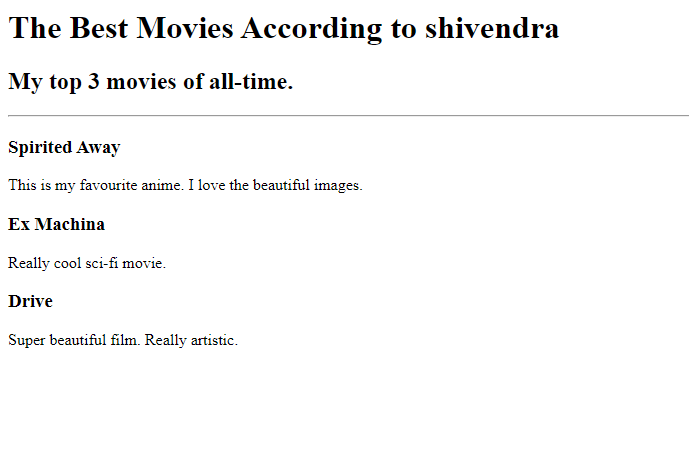 The Best Movies According to shivendra
My top 3 movies of all-time.
Spirited Away
This is my favourite anime. I love the beautiful images.
Ex Machina
Really cool sci-fi movie.
Drive
Super beautiful film. Really artistic.